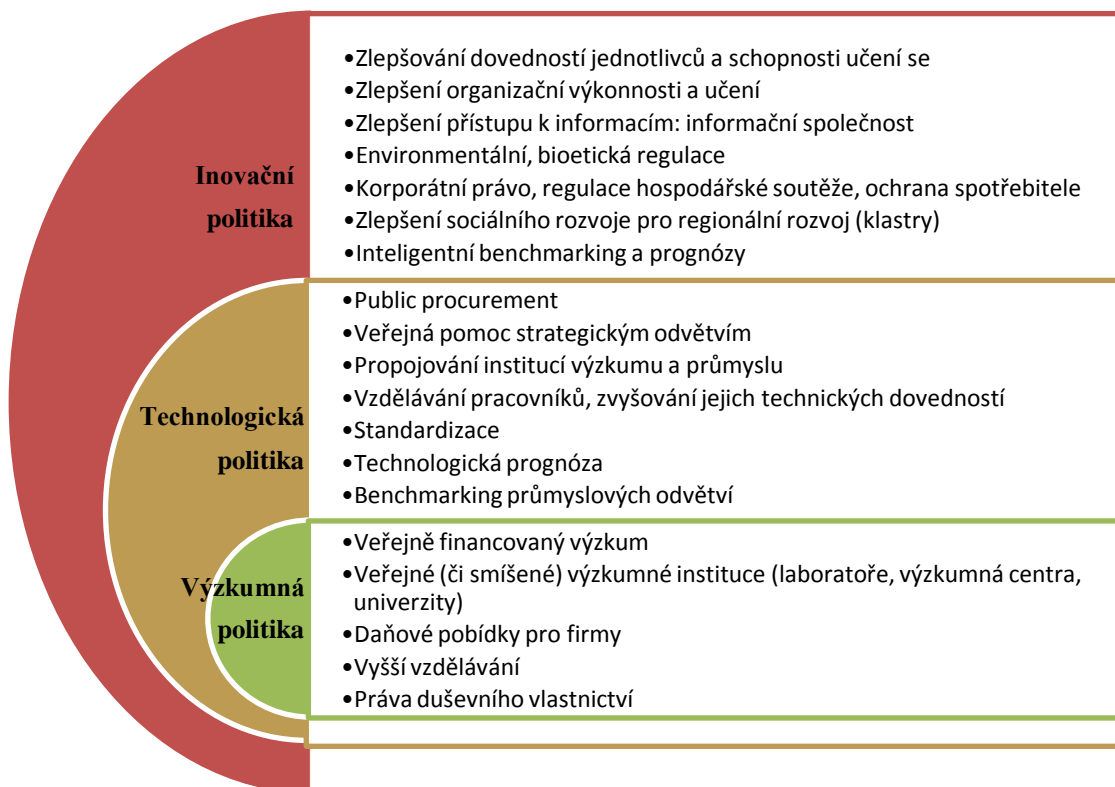 Inovační
politika
•Zlepšování dovedností jednotlivců a schopnosti učení se
•Zlepšení organizační výkonnosti a učení
•Zlepšení přístupu k informacím: informační společnost
•Environmentální, bioetická regulace
•Korporátní právo, regulace hospodářské soutěže, ochrana spotřebitele
•Zlepšení sociálního rozvoje pro regionální rozvoj (klastry)
•Inteligentní benchmarking a prognózy
Technologická
politika
•Public procurement
•Veřejná pomoc strategickým odvětvím
•Propojování institucí výzkumu a průmyslu
•Vzdělávání pracovníků, zvyšování jejich technických dovedností
•Standardizace
•Technologická prognóza
•Benchmarking průmyslových odvětví
Výzkumná
politika
•Veřejně financovaný výzkum
•Veřejné (či smíšené) výzkumné instituce (laboratoře, výzkumná centra,
univerzity)
•Daňové pobídky pro firmy
•Vyšší vzdělávání
•Práva duševního vlastnictví